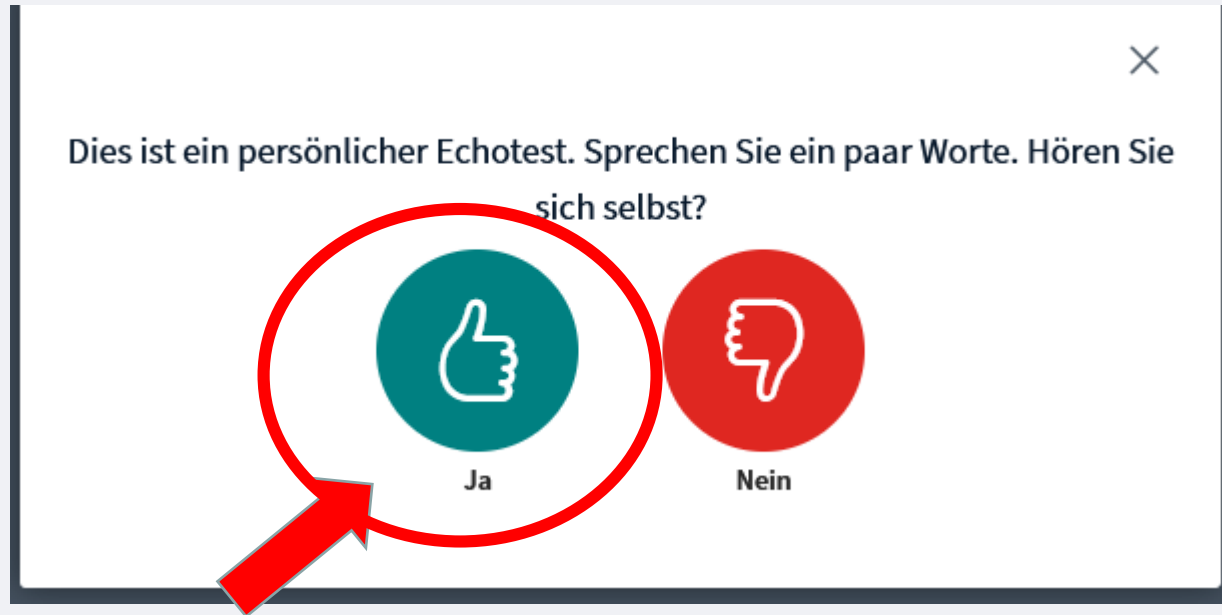 Dies ist ein persönlicher Echotest. Sprechen Sie ein paar Worte. Hören Sie
sich selbst?
Ja
Nein